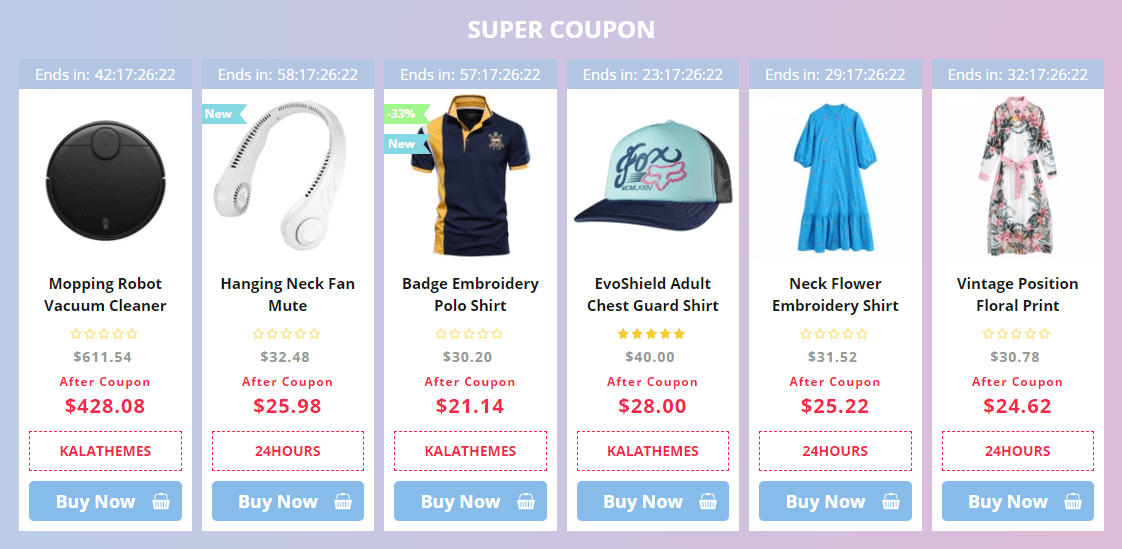 SUPER COUPON
Ends in: 42:17:26:22
Mopping Robot
Vacuum Cleaner
$611.54
After Coupon
$428.08
KALATHEMES
Buy Now
Ends in: 58:17:26:22
New
Hanging Neck Fan
Mute
$32.48
After Coupon
$25.98
24HOURS
Buy Now
Ends in: 57:17:26:22
-33%
New
Badge Embroidery
Polo Shirt
$30.20
After Coupon
$21.14
KALATHEMES
Buy Now
Ends in: 23:17:26:22
fox
MCMLXXIV
EvoShield Adult
Chest Guard Shirt
$40.00
After Coupon
$28.00
KALATHEMES
Buy Now
Ends in: 29:17:26:22
Neck Flower
Embroidery Shirt
$31.52
After Coupon
$25.22
24HOURS
Buy Now
Ends in: 32:17:26:22
Vintage Position
Floral Print
$30.78
After Coupon
$24.62
24HOURS
Buy Now